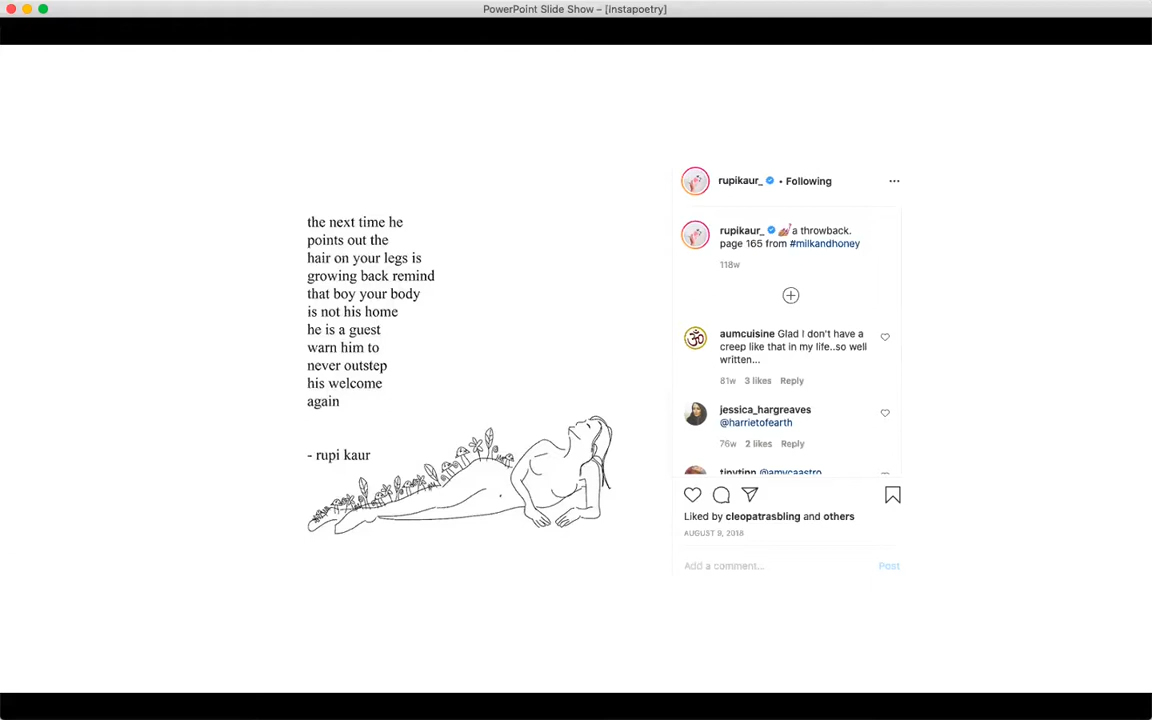 PowerPoint Slide Show – [instapoetry]
the next time he
points out the
hair on your legs is
growing back remind
that boy your body
is not his home
he is a guest
warn him to
never outstep
his welcome
again
- rupi kaur
rupikaur_ • Following
rupikaur_ a throwback.
page 165 from #milkandhoney
118w
aumcuisine Glad I don't have a
creep like that in my life..so well
written...
81w 3 likes Reply
jessica_hargreaves
@harrietofearth
76w 2 likes Reply
tinytinn @amycaastro
Liked by cleopatrasbling and others
AUGUST 9, 2018
Add a comment... Post